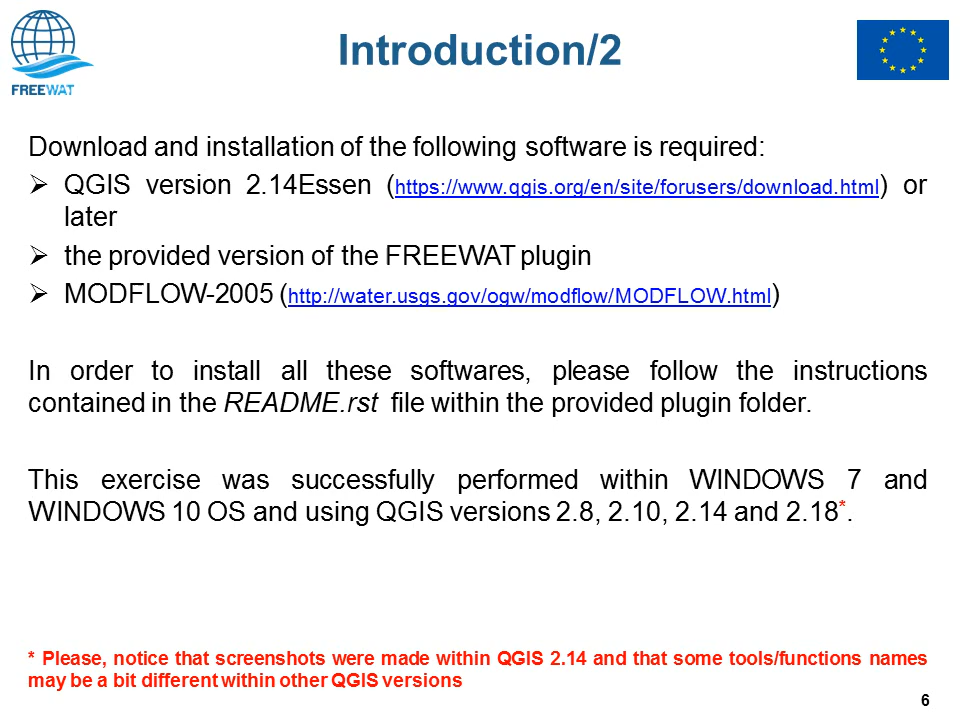 FREEWAT
Introduction/2
Download and installation of the following software is required:
➢ QGIS version 2.14Essen (https://www.qgis.org/en/site/forusers/download.html) or
later
➢ the provided version of the FREEWAT plugin
➢ MODFLOW-2005 (http://water.usgs.gov/ogw/modflow/MODFLOW.html)
In order to install all these softwares, please follow the instructions
contained in the README.rst file within the provided plugin folder.
This exercise was successfully performed within WINDOWS 7 and
WINDOWS 10 OS and using QGIS versions 2.8, 2.10, 2.14 and 2.18*.
* Please, notice that screenshots were made within QGIS 2.14 and that some tools/functions names
may be a bit different within other QGIS versions
6